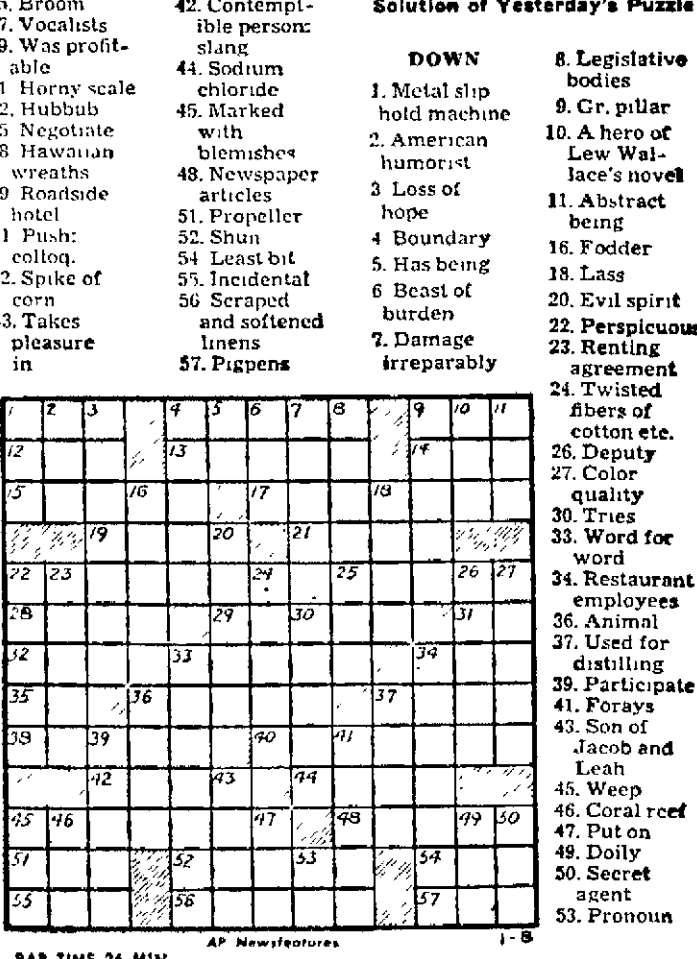 Broom
7. Vocalists
9. Was profit-
able
1 Horny scale
2. Hubbub
5 Negotiate
8 Hawaiian
wreaths
9 Roadside
hotel
1 Push:
colloq.
2. Spike of
corn
3. Takes
pleasure
in
42. Contempt-
ible person:
slang
44. Sodium
chloride
45. Marked
with
blemishes
48. Newspaper
articles
51. Propeller
52. Shun
54 Least bit
55. Incidental
56 Scraped
and softened
linens
57. Pigpens
Solution of Yesterday's Puzzle
DOWN
1. Metal slip
hold machine
2. American
humorist
3 Loss of
hope
4 Boundary
5. Has being
6 Beast of
burden
7. Damage
irreparably
8. Legislative
bodies
9. Gr. pillar
10. A hero of
Lew Wal-
lace's novel
11. Abstract
being
16. Fodder
18. Lass
20. Evil spirit
22. Perspicuous
23. Renting
agreement
24. Twisted
fibers of
cotton etc.
26. Deputy
27. Color
quality
30. Tries
33. Word for
word
34. Restaurant
employees
36. Animal
37. Used for
distilling
39. Participate
41. Forays
43. Son of
Jacob and
Leah
45. Weep
46. Coral reef
47. Put on
49. Doily
50. Secret
agent
53. Pronoun
1 2 3 4 5 6 7 8 9 10 11
12 13 14
15 16 17 18
19 20 21
22 23 24 25 26 27
28 29 30 31
32 33 34
35 36 37
38 39 40 41
42 43 44
45 46 47 48 49 50
51 52 53 54
55 56 57
AP Newsfeatures 1-8
PAR TIME 26 MIN